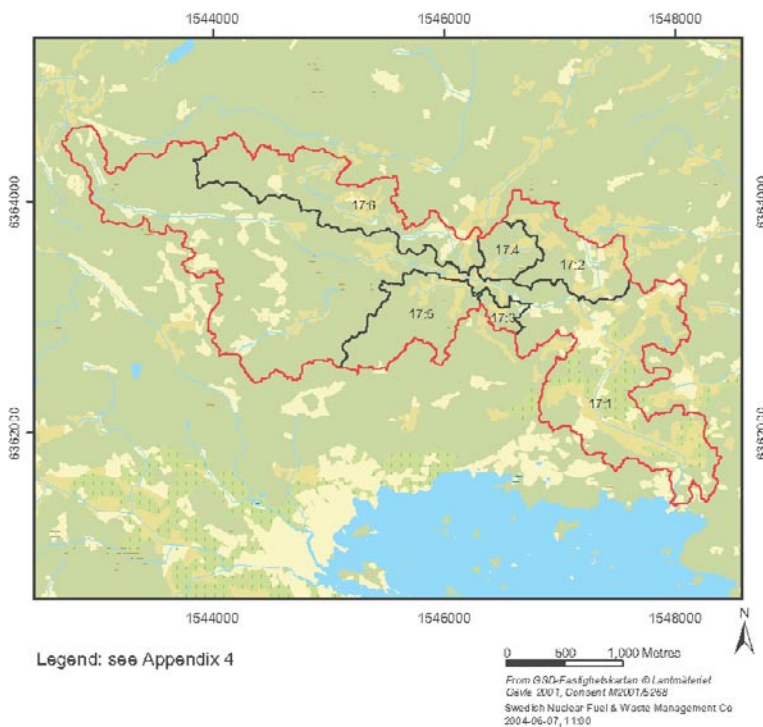 1544000 1546000 1548000
6364000 6364000
17:6
17:4
17:2
17:5
17:3
17:1
6362000 6362000
1544000 1546000 1548000
N
Legend: see Appendix 4
0 500 1,000 Metres
From GSD-Fastighetskartan © Lantmäteriet
Gävle 2001, Consent M2001/5268
Swedish Nuclear Fuel & Waste Management Co
2004-06-07, 11:00